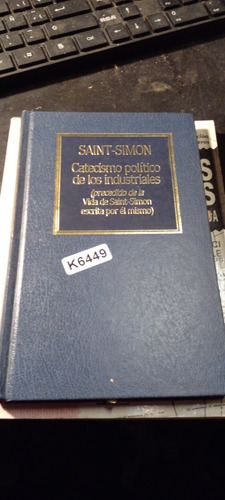 SAINT-SIMON
Catecismo político
de los industriales
(precedido de la
Vida de Saint-Simon
escrita por él mismo)
K6449